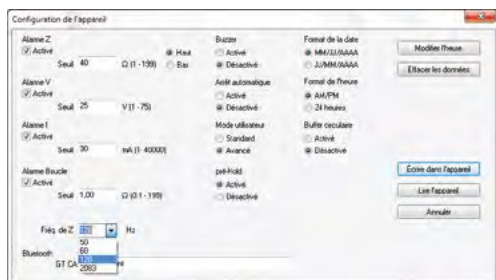 Configuration de l'appareil
Alarme Z
Activé
Seuil 40 Ω (1 - 199)
Haut
Bas
Alarme V
Activé
Seuil 25 V (1 - 75)
Alarme I
Activé
Seuil 30 mA (1- 40000)
Alarme Boucle
Activé
Seuil 1,00 Ω (0.1 - 199)
Fréq. de Z Hz
50
60
128
2083
Bluetooth
GT CA
Buzzer
Activé
Désactivé
Arrêt automatique
Activé
Désactivé
Mode utilisateur
Standard
Avancé
pré-Hold
Activé
Désactivé
Format de la date
MM/JJ/AAAA
JJ/MM/AAAA
Format de l'heure
AM/PM
24 heures
Buffer circulaire
Activé
Désactivé
Modifier l'heure
Effacer les données
Écrire dans l'appareil
Lire l'appareil
Annuler